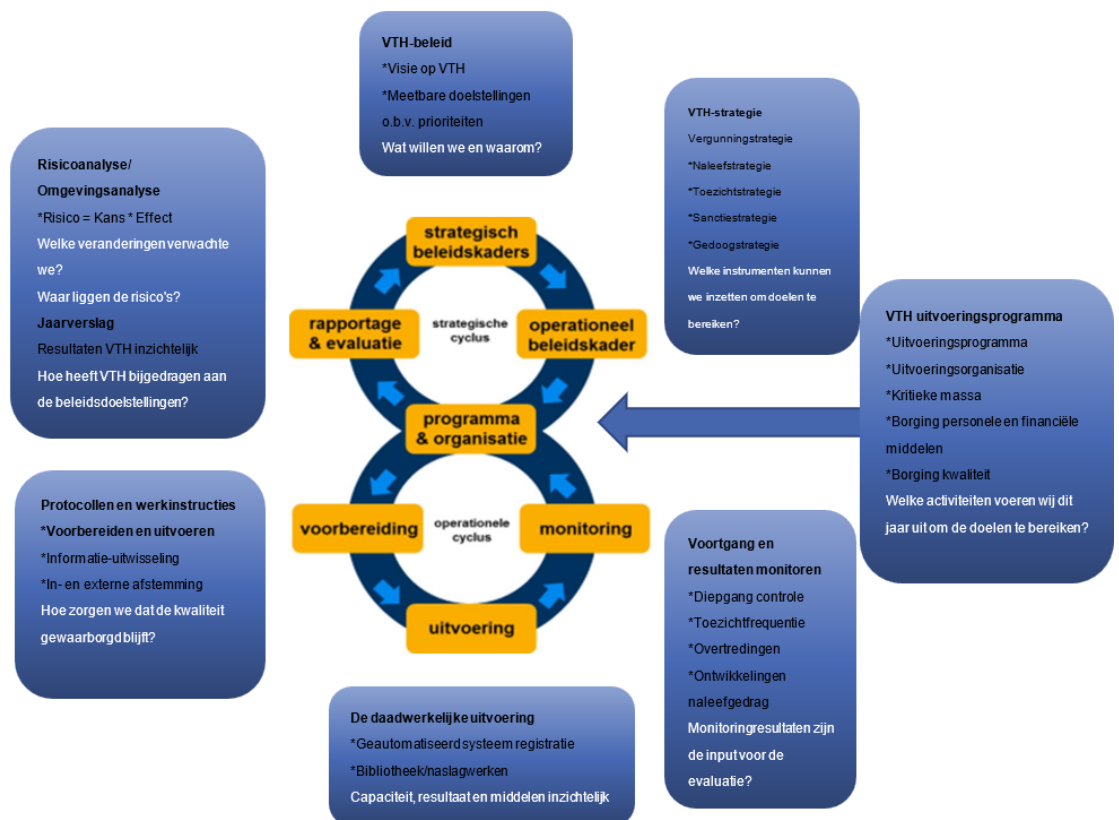 VTH-beleid
*Visie op VTH
*Meetbare doelstellingen
o.b.v. prioriteiten
Wat willen we en waarom?
VTH-strategie
Vergunningstrategie
*Naleefstrategie
*Toezichtstrategie
*Sanctiestrategie
*Gedoogstrategie
Welke instrumenten kunnen
we inzetten om doelen te
bereiken?
Risicoanalyse/
Omgevingsanalyse
*Risico = Kans * Effect
Welke veranderingen verwachte
we?
Waar liggen de risico's?
Jaarverslag
Resultaten VTH inzichtelijk
Hoe heeft VTH bijgedragen aan
de beleidsdoelstellingen?
strategisch
beleidskaders
rapportage
& evaluatie
strategische
cyclus
operationeel
beleidskader
programma
& organisatie
voorbereiding
operationele
cyclus
monitoring
uitvoering
VTH uitvoeringsprogramma
*Uitvoeringsprogramma
*Uitvoeringsorganisatie
*Kritieke massa
*Borging personele en financiële
middelen
*Borging kwaliteit
Welke activiteiten voeren wij dit
jaar uit om de doelen te bereiken?
Protocollen en werkinstructies
*Voorbereiden en uitvoeren
*Informatie-uitwisseling
*In- en externe afstemming
Hoe zorgen we dat de kwaliteit
gewaarborgd blijft?
Voortgang en
resultaten monitoren
*Diepgang controle
*Toezichtfrequentie
*Overtredingen
*Ontwikkelingen
naleefgedrag
Monitoringresultaten zijn
de input voor de
evaluatie?
De daadwerkelijke uitvoering
*Geautomatiseerd systeem registratie
*Bibliotheek/naslagwerken
Capaciteit, resultaat en middelen inzichtelijk